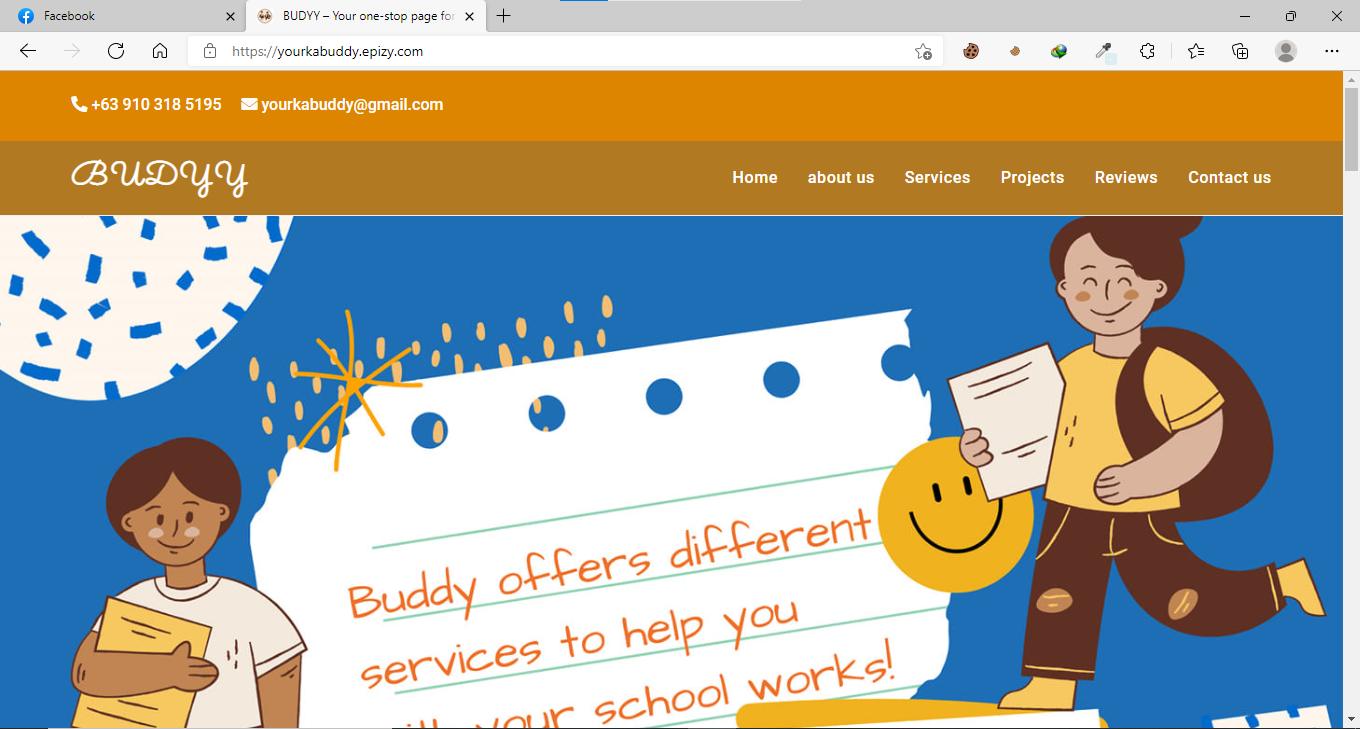 Facebook
BUDYY – Your one-stop page for
https://yourkabuddy.epizy.com
+63 910 318 5195 yourkabuddy@gmail.com
BUDYY
Home about us Services Projects Reviews Contact us
Buddy offers different
services to help you
your school works!